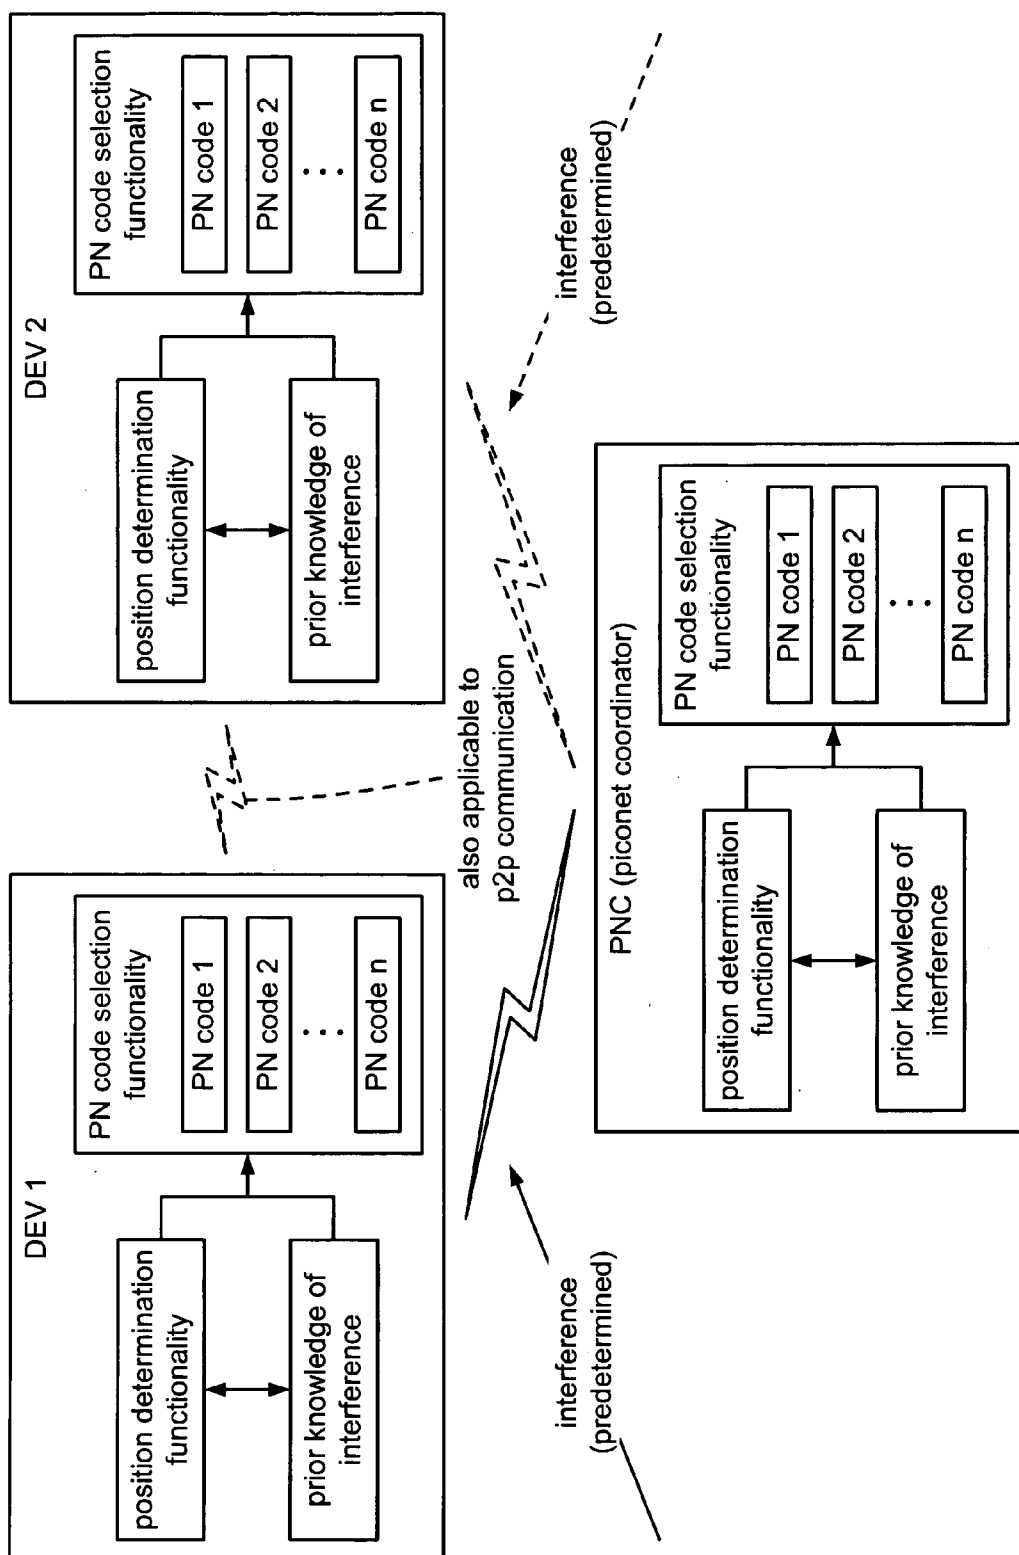 DEV 1
position determination
functionality
prior knowledge of
interference
PN code selection
functionality
PN code 1
PN code 2
...
PN code n
DEV 2
position determination
functionality
prior knowledge of
interference
PN code selection
functionality
PN code 1
PN code 2
...
PN code n
also applicable to
p2p communication
interference
(predetermined)
interference
(predetermined)
PNC (piconet coordinator)
position determination
functionality
prior knowledge of
interference
PN code selection
functionality
PN code 1
PN code 2
...
PN code n